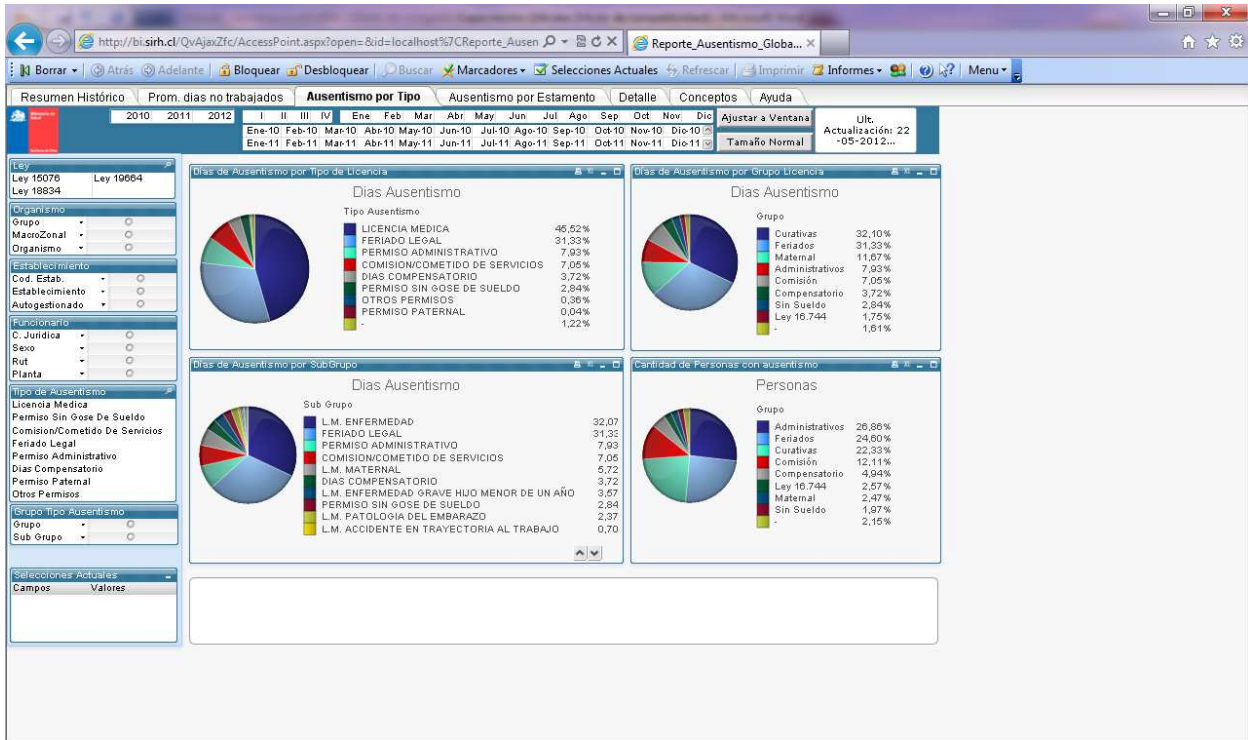 http://bi.sirh.cl/QvAjaxZfc/AccessPoint.aspx?open=&id=localhost%7CReporte_Ausen
Reporte_Ausentismo_Globa...
Borrar Atrás Adelante Bloquear Desbloquear Buscar Marcadores Selecciones Actuales Refrescar Imprimir Informes Menu
Resumen Histórico Prom. dias no trabajados Ausentismo por Tipo Ausentismo por Estamento Detalle Conceptos Ayuda
2010 2011 2012 I II III IV Ene Feb Mar Abr May Jun Jul Ago Sep Oct Nov Dic
Ene-10 Feb-10 Mar-10 Abr-10 May-10 Jun-10 Jul-10 Ago-10 Sep-10 Oct-10 Nov-10 Dic-10
Ene-11 Feb-11 Mar-11 Abr-11 May-11 Jun-11 Jul-11 Ago-11 Sep-11 Oct-11 Nov-11 Dic-11
Ajustar a Ventana
Tamaño Normal
Ult.
Actualización: 22
-05-2012...
Ley
Ley 15076 Ley 19664
Ley 18834
Organismo
Grupo
MacroZonal
Organismo
Establecimiento
Cod. Estab.
Establecimiento
Autogestionado
Funcionario
C. Juridica
Sexo
Rut
Planta
Tipo de Ausentismo
Licencia Medica
Permiso Sin Gose De Sueldo
Comision/Cometido De Servicios
Feriado Legal
Permiso Administrativo
Dias Compensatorio
Permiso Paternal
Otros Permisos
Grupo Tipo Ausentismo
Grupo
Sub Grupo
Selecciones Actuales
Campos Valores
Días de Ausentismo por Tipo de Licencia
Dias Ausentismo
Tipo Ausentismo
LICENCIA MEDICA 45,52%
FERIADO LEGAL 31,33%
PERMISO ADMINISTRATIVO 7,93%
COMISION/COMETIDO DE SERVICIOS 7,05%
DIAS COMPENSATORIO 3,72%
PERMISO SIN GOSE DE SUELDO 2,84%
OTROS PERMISOS 0,36%
PERMISO PATERNAL 0,04%
- 1,22%
Días de Ausentismo por Grupo Licencia
Dias Ausentismo
Grupo
Curativas 32,10%
Feriados 31,33%
Maternal 11,67%
Administrativos 7,93%
Comisión 7,05%
Compensatorio 3,72%
Sin Sueldo 2,84%
Ley 16.744 1,75%
- 1,61%
Días de Ausentismo por SubGrupo
Dias Ausentismo
Sub Grupo
L.M. ENFERMEDAD 32,07
FERIADO LEGAL 31,33
PERMISO ADMINISTRATIVO 7,93
COMISION/COMETIDO DE SERVICIOS 7,05
L.M. MATERNAL 5,72
DIAS COMPENSATORIO 3,72
L.M. ENFERMEDAD GRAVE HIJO MENOR DE UN AÑO 3,57
PERMISO SIN GOSE DE SUELDO 2,84
L.M. PATOLOGIA DEL EMBARAZO 2,37
L.M. ACCIDENTE EN TRAYECTORIA AL TRABAJO 0,70
Cantidad de Personas con ausentismo
Personas
Grupo
Administrativos 26,86%
Feriados 24,60%
Curativas 22,33%
Comisión 12,11%
Compensatorio 4,94%
Ley 16.744 2,57%
Maternal 2,47%
Sin Sueldo 1,97%
- 2,15%